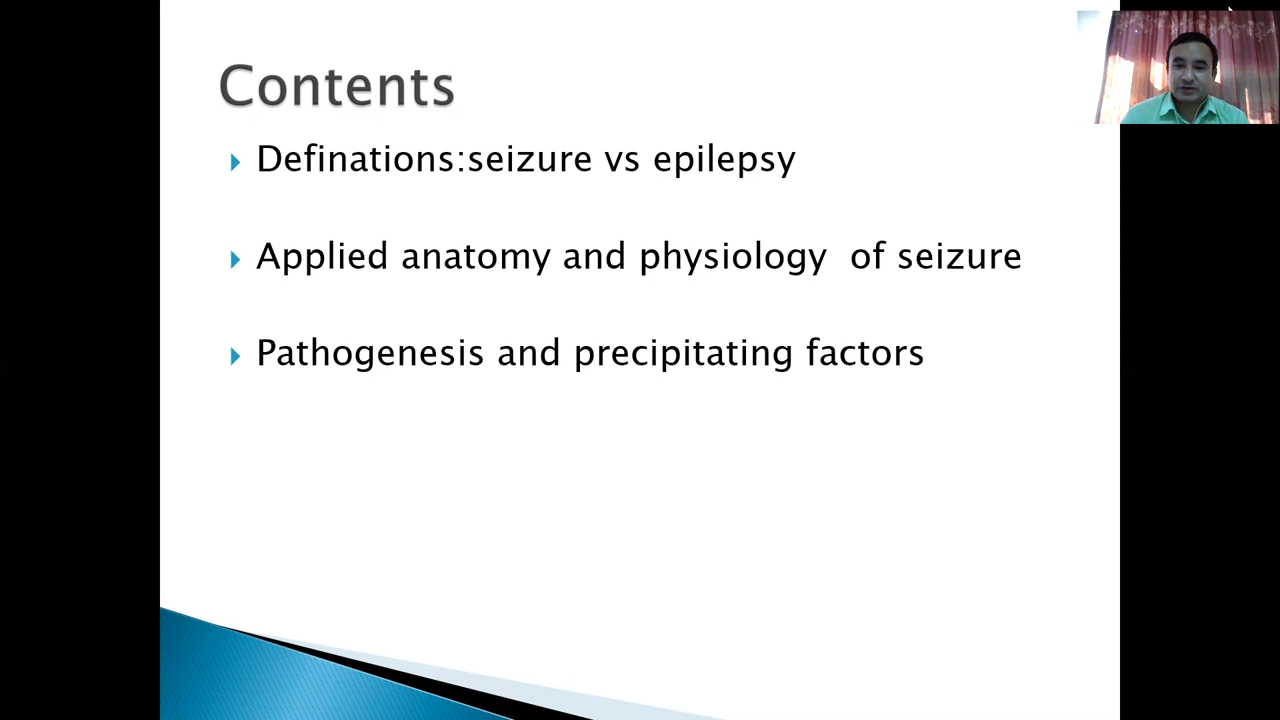 Contents
Definations:seizure vs epilepsy
Applied anatomy and physiology  of seizure
Pathogenesis and precipitating factors